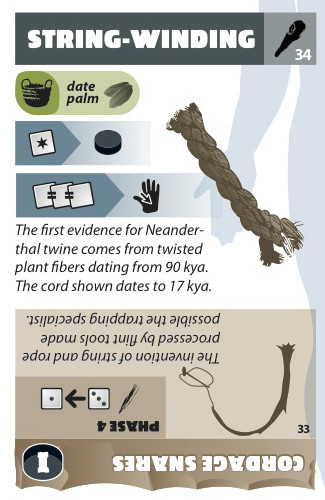 STRING-WINDING
34
date
palm
The first evidence for Neander-
thal twine comes from twisted
plant fibers dating from 90 kya.
The cord shown dates to 17 kya.
CORDAGE SNARES
I
33
PHASE 4
The invention of string and rope
processed by flint tools made
possible the trapping specialist.